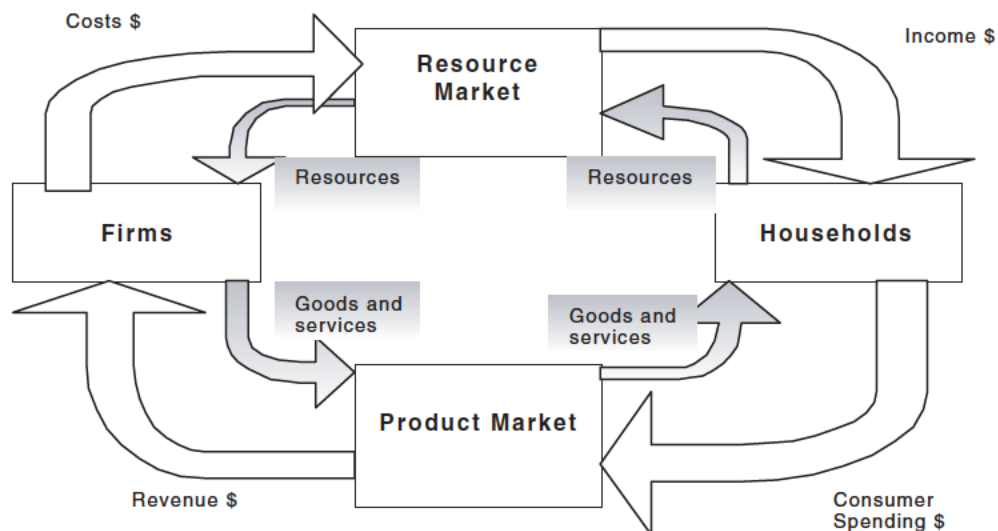 Costs $
Income $
Resource
Market
Resources
Resources
Firms
Households
Goods and
services
Goods and
services
Product Market
Revenue $
Consumer
Spending $